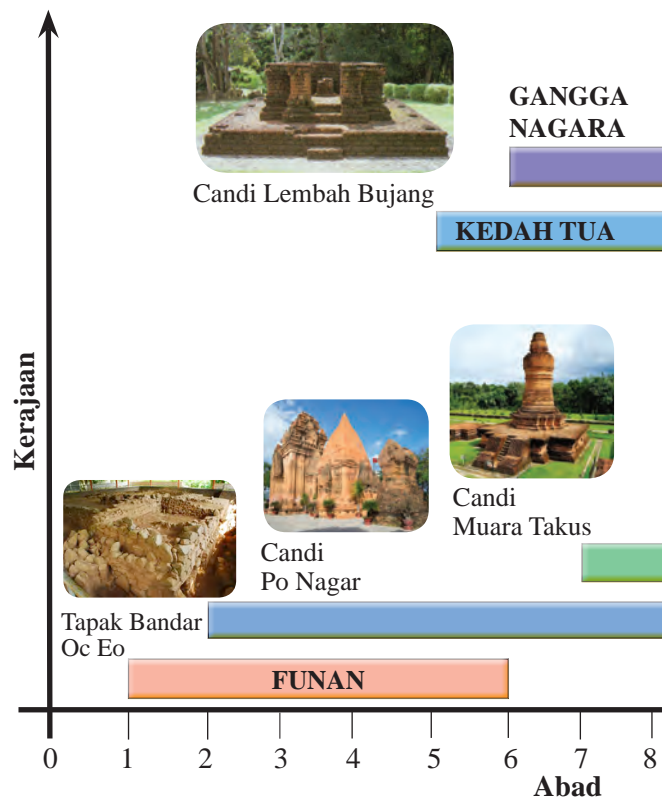 GANGGA
NAGARA
Candi Lembah Bujang
KEDAH TUA
Kerajaan
Candi
Muara Takus
Candi
Po Nagar
Tapak Bandar
Oc Eo
FUNAN
0 1 2 3 4 5 6 7 8
Abad